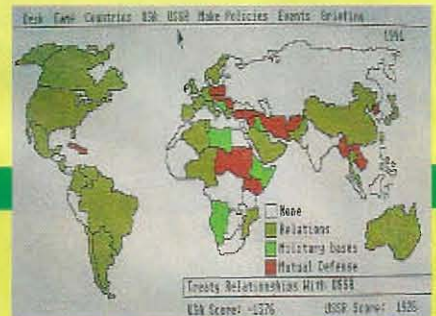 Desk Game Countries USA USSR Make Policies Events Briefing
None
Relations
Military bases
Mutual Defense
Treaty Relationships With USSR
USA Score: -1376 USSR Score: 1926